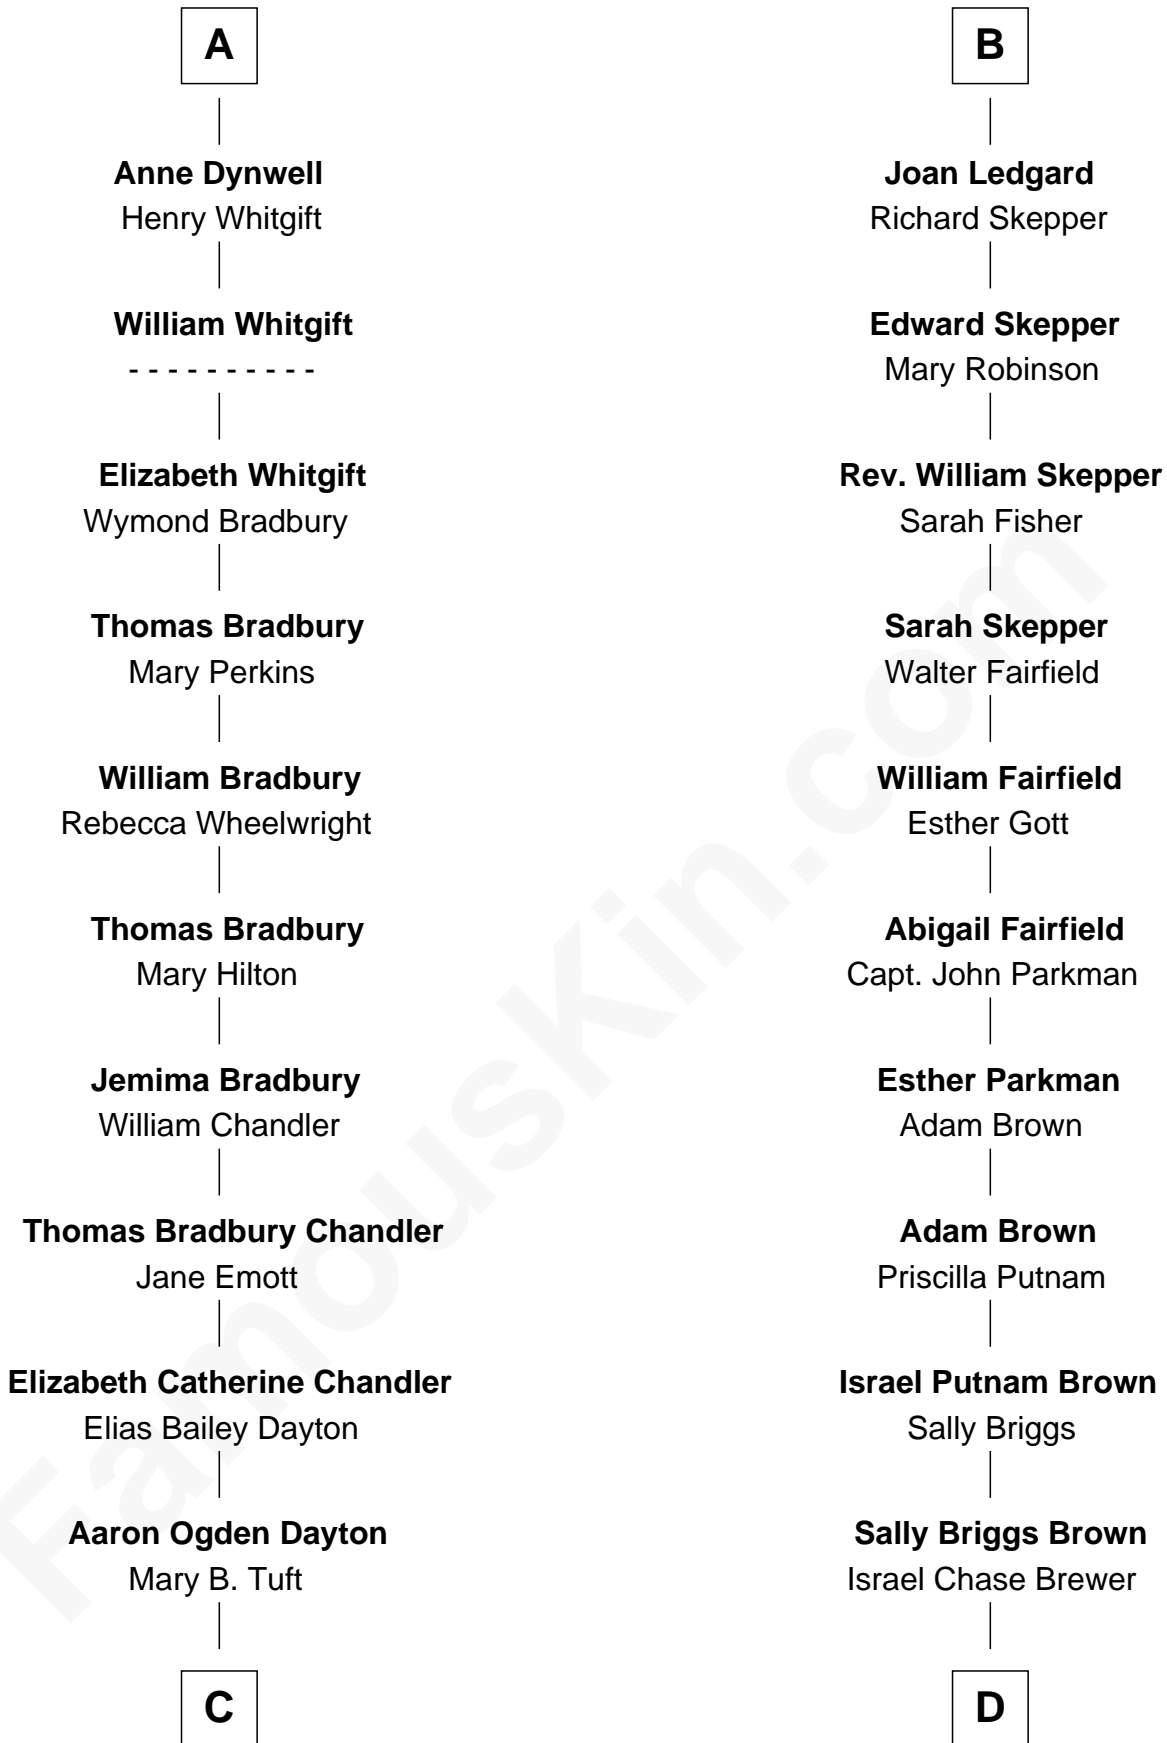 A
Anne Dynwell
Henry Whitgift
William Whitgift
- - - - - - - - - -
Elizabeth Whitgift
Wymond Bradbury
Thomas Bradbury
Mary Perkins
William Bradbury
Rebecca Wheelwright
Thomas Bradbury
Mary Hilton
Jemima Bradbury
William Chandler
Thomas Bradbury Chandler
Jane Emott
Elizabeth Catherine Chandler
Elias Bailey Dayton
Aaron Ogden Dayton
Mary B. Tuft
C
B
Joan Ledgard
Richard Skepper
Edward Skepper
Mary Robinson
Rev. William Skepper
Sarah Fisher
Sarah Skepper
Walter Fairfield
William Fairfield
Esther Gott
Abigail Fairfield
Capt. John Parkman
Esther Parkman
Adam Brown
Adam Brown
Priscilla Putnam
Israel Putnam Brown
Sally Briggs
Sally Briggs Brown
Israel Chase Brewer
D
FamousKin.com